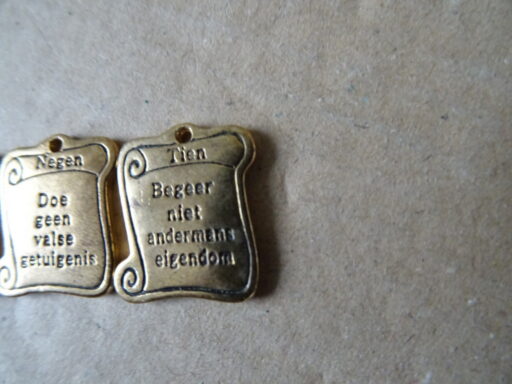 Negen
Doe
geen
valse
getuigenis
Tien
Begeer
niet
andermans
eigendom